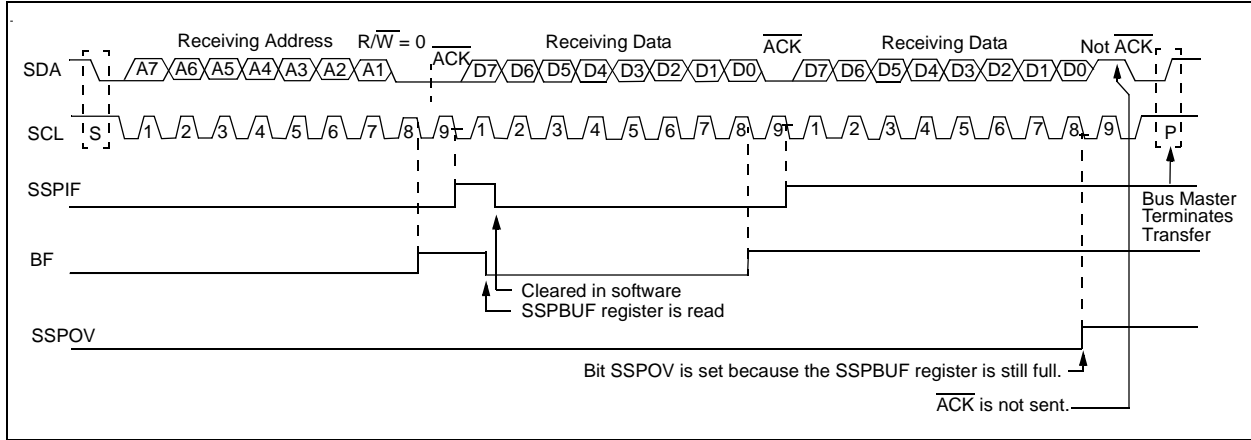 Receiving Address R/W̅ = 0 A̅C̅K̅ Receiving Data A̅C̅K̅ Receiving Data Not A̅C̅K̅
SDA A7 A6 A5 A4 A3 A2 A1 D7 D6 D5 D4 D3 D2 D1 D0 D7 D6 D5 D4 D3 D2 D1 D0
SCL S 1 2 3 4 5 6 7 8 9 1 2 3 4 5 6 7 8 9 1 2 3 4 5 6 7 8 9 P
SSPIF
Bus Master
Terminates
Transfer
BF
Cleared in software
SSPBUF register is read
SSPOV
Bit SSPOV is set because the SSPBUF register is still full.
A̅C̅K̅ is not sent.